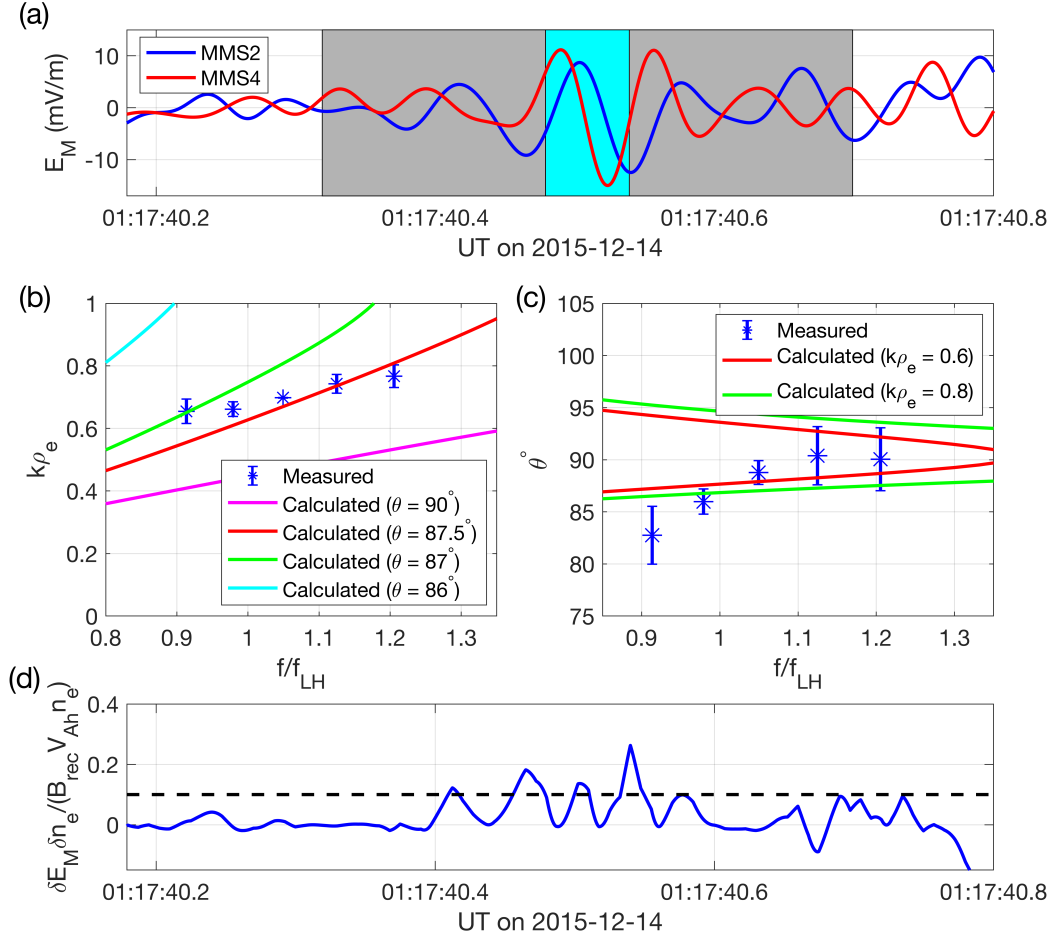 (a)
MMS2
MMS4
E_M (mV/m)
10
0
-10
01:17:40.2
01:17:40.4
01:17:40.6
01:17:40.8
UT on 2015-12-14
(b)
kρ_e
1
0.8
0.6
0.4
0.2
0
Measured
Calculated (θ = 90°)
Calculated (θ = 87.5°)
Calculated (θ = 87°)
Calculated (θ = 86°)
0.8
0.9
1
1.1
1.2
1.3
f/f_LH
(c)
θ°
105
100
95
90
85
80
75
Measured
Calculated (kρ_e = 0.6)
Calculated (kρ_e = 0.8)
0.9
1
1.1
1.2
1.3
f/f_LH
(d)
δE_M δn_e/(B_rec V_Ah n_e)
0.4
0.2
0
01:17:40.2
01:17:40.4
01:17:40.6
01:17:40.8
UT on 2015-12-14